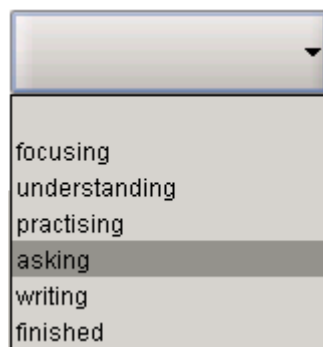 focusing
understanding
practising
asking
writing
finished